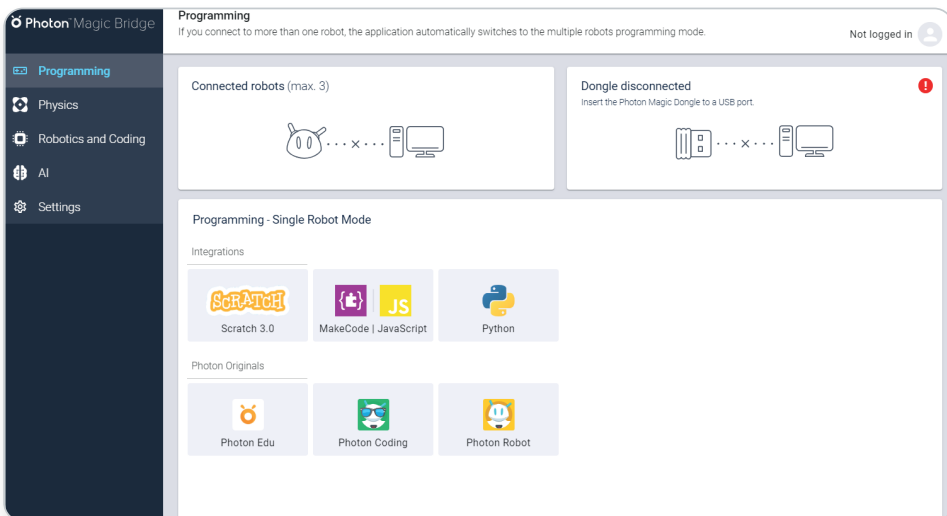 Photon Magic Bridge
Programming
Physics
Robotics and Coding
AI
Settings
Programming
If you connect to more than one robot, the application automatically switches to the multiple robots programming mode.
Not logged in
Connected robots (max. 3)
Dongle disconnected
Insert the Photon Magic Dongle to a USB port.
!
Programming - Single Robot Mode
Integrations
SCRATCH
JS
Scratch 3.0
MakeCode | JavaScript
Python
Photon Originals
Photon Edu
Photon Coding
Photon Robot